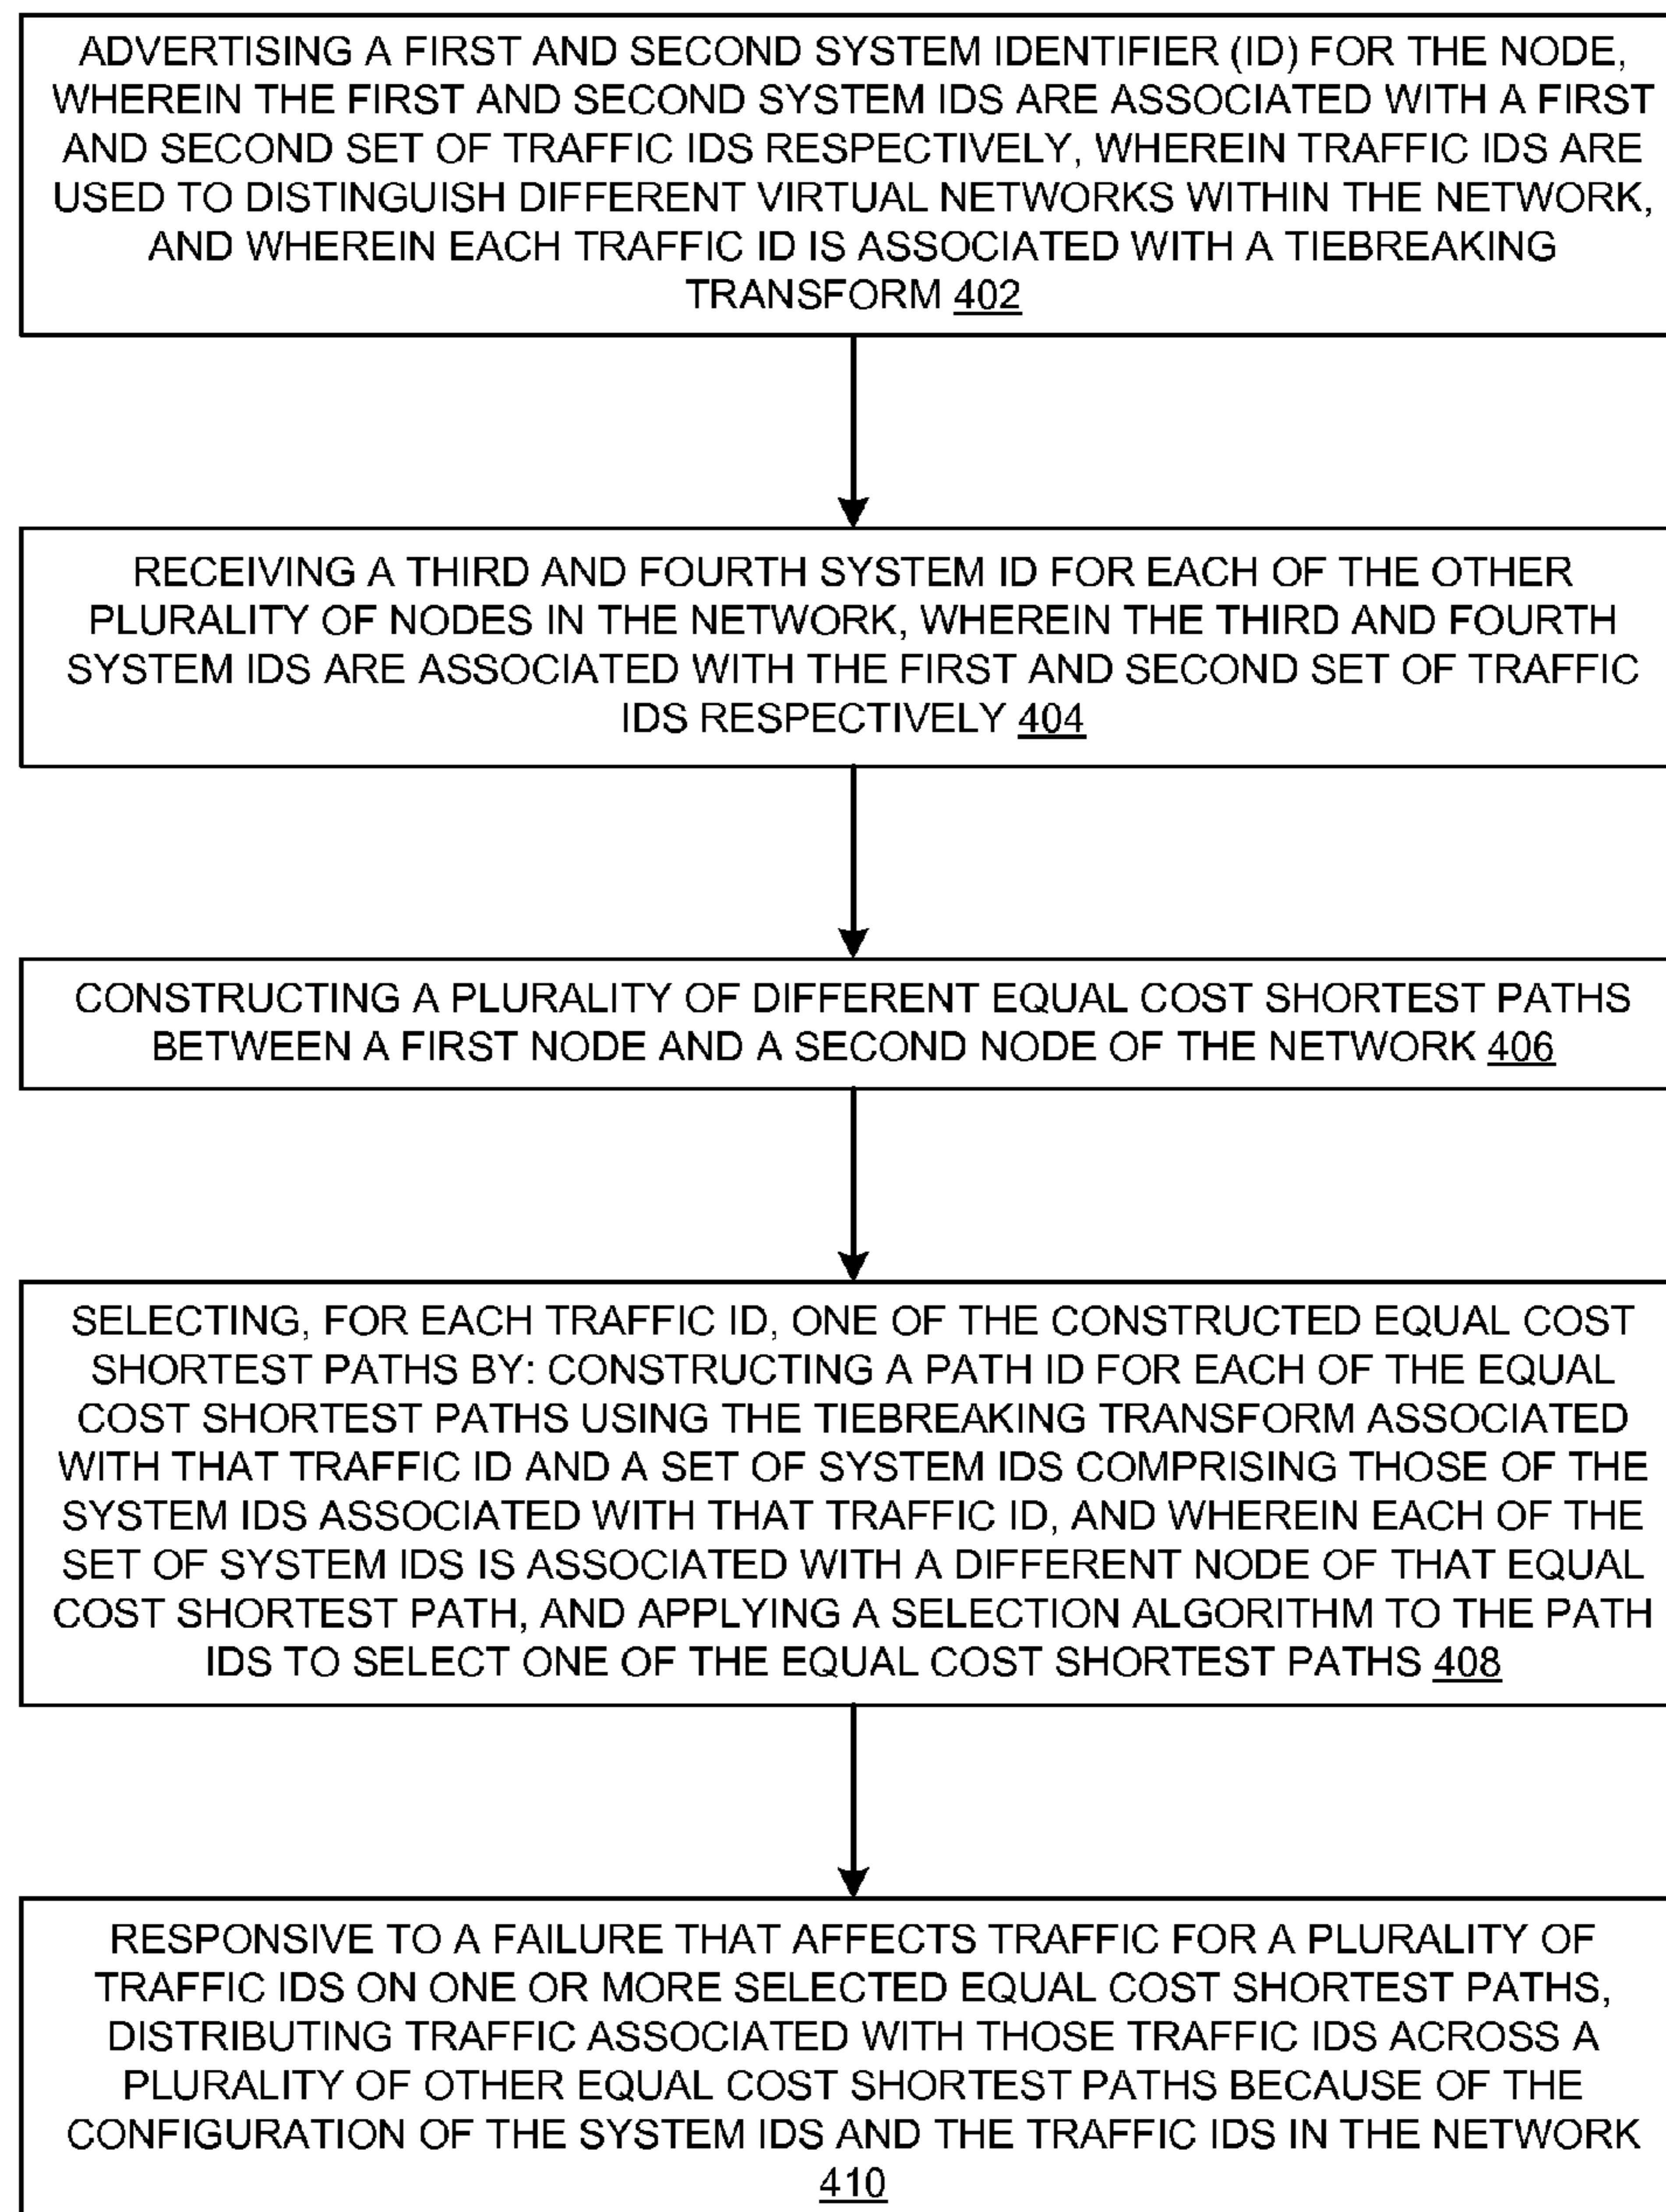 ADVERTISING A FIRST AND SECOND SYSTEM IDENTIFIER (ID) FOR THE NODE,
WHEREIN THE FIRST AND SECOND SYSTEM IDS ARE ASSOCIATED WITH A FIRST
AND SECOND SET OF TRAFFIC IDS RESPECTIVELY, WHEREIN TRAFFIC IDS ARE
USED TO DISTINGUISH DIFFERENT VIRTUAL NETWORKS WITHIN THE NETWORK,
AND WHEREIN EACH TRAFFIC ID IS ASSOCIATED WITH A TIEBREAKING
TRANSFORM 402
RECEIVING A THIRD AND FOURTH SYSTEM ID FOR EACH OF THE OTHER
PLURALITY OF NODES IN THE NETWORK, WHEREIN THE THIRD AND FOURTH
SYSTEM IDS ARE ASSOCIATED WITH THE FIRST AND SECOND SET OF TRAFFIC
IDS RESPECTIVELY 404
CONSTRUCTING A PLURALITY OF DIFFERENT EQUAL COST SHORTEST PATHS
BETWEEN A FIRST NODE AND A SECOND NODE OF THE NETWORK 406
SELECTING, FOR EACH TRAFFIC ID, ONE OF THE CONSTRUCTED EQUAL COST
SHORTEST PATHS BY: CONSTRUCTING A PATH ID FOR EACH OF THE EQUAL
COST SHORTEST PATHS USING THE TIEBREAKING TRANSFORM ASSOCIATED
WITH THAT TRAFFIC ID AND A SET OF SYSTEM IDS COMPRISING THOSE OF THE
SYSTEM IDS ASSOCIATED WITH THAT TRAFFIC ID, AND WHEREIN EACH OF THE
SET OF SYSTEM IDS IS ASSOCIATED WITH A DIFFERENT NODE OF THAT EQUAL
COST SHORTEST PATH, AND APPLYING A SELECTION ALGORITHM TO THE PATH
IDS TO SELECT ONE OF THE EQUAL COST SHORTEST PATHS 408
RESPONSIVE TO A FAILURE THAT AFFECTS TRAFFIC FOR A PLURALITY OF
TRAFFIC IDS ON ONE OR MORE SELECTED EQUAL COST SHORTEST PATHS,
DISTRIBUTING TRAFFIC ASSOCIATED WITH THOSE TRAFFIC IDS ACROSS A
PLURALITY OF OTHER EQUAL COST SHORTEST PATHS BECAUSE OF THE
CONFIGURATION OF THE SYSTEM IDS AND THE TRAFFIC IDS IN THE NETWORK
410